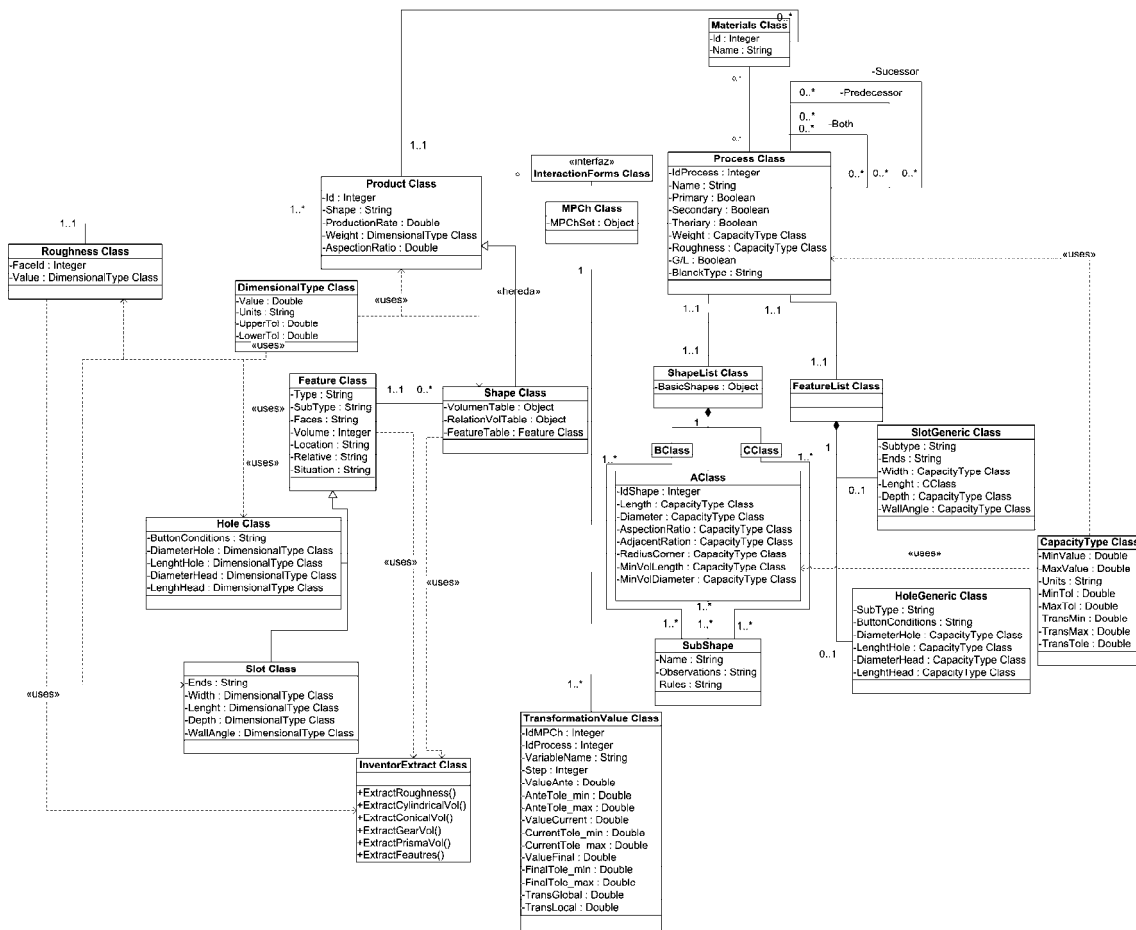 Materials Class
-Id : Integer
-Name : String
0..*
0..*
0..*
-Sucessor
0..*
-Predecessor
0..*
0..*
-Both
0..*
0..*
0..*
1..1
Process Class
-IdProcess : Integer
-Name : String
-Primary : Boolean
-Secondary : Boolean
-Theriary : Boolean
-Weight : CapacityType Class
-Roughness : CapacityType Class
-G/L : Boolean
-BlanckType : String
«interfaz»
InteractionForms Class
MPCh Class
-MPChSet : Object
1
Product Class
-Id : Integer
-Shape : String
-ProductionRate : Double
-Weight : DimensionalType Class
-AspectionRatio : Double
1..*
1..1
Roughness Class
-FaceId : Integer
-Value : DimensionalType Class
DimensionalType Class
-Value : Double
-Units : String
-UpperTol : Double
-LowerTol : Double
«uses»
«uses»
«hereda»
«uses»
1..1
1..1
1..1
1..1
ShapeList Class
-BasicShapes : Object
FeatureList Class
Feature Class
-Type : String
-SubType : String
-Faces : String
-Volume : Integer
-Location : String
-Relative : String
-Situation : String
1..1
0..*
Shape Class
-VolumenTable : Object
-RelationVolTable : Object
-FeatureTable : Feature Class
«uses»
«uses»
1
1
BClass
CClass
1..*
1..*
SlotGeneric Class
-Subtype : String
-Ends : String
-Width : CapacityType Class
-Lenght : CClass
-Depth : CapacityType Class
-WallAngle : CapacityType Class
0..1
AClass
-IdShape : Integer
-Length : CapacityType Class
-Diameter : CapacityType Class
-AspectionRatio : CapacityType Class
-AdjacentRation : CapacityType Class
-RadiusCorner : CapacityType Class
-MinVolLength : CapacityType Class
-MinVolDiameter : CapacityType Class
Hole Class
-ButtonConditions : String
-DiameterHole : DimensionalType Class
-LenghtHole : DimensionalType Class
-DiameterHead : DimensionalType Class
-LenghHead : DimensionalType Class
«uses»
«uses»
«uses»
CapacityType Class
-MinValue : Double
-MaxValue : Double
-Units : String
-MinTol : Double
-MaxTol : Double
-TransMin : Double
-TransMax : Double
-TransTole : Double
HoleGeneric Class
-SubType : String
-ButtonConditions : String
-DiameterHole : CapacityType Class
-LenghtHole : CapacityType Class
-DiameterHead : CapacityType Class
-LenghtHead : CapacityType Class
0..1
1..*
1..*
1..*
1..*
SubShape
-Name : String
-Observations : String
Rules : String
Slot Class
-Ends : String
-Width : DimensionalType Class
-Lenght : DimensionalType Class
-Depth : DimensionalType Class
-WallAngle : DimensionalType Class
«uses»
1..*
TransformationValue Class
-IdMPCh : Integer
-IdProcess : Integer
-VariableName : String
-Step : Integer
-ValueAnte : Double
-AnteTole_min : Double
-AnteTole_max : Double
-ValueCurrent : Double
-CurrentTole_min : Double
-CurrentTole_max : Double
-ValueFinal : Double
-FinalTole_min : Double
-FinalTole_max : Double
-TransGlobal : Double
-TransLocal : Double
InventorExtract Class
+ExtractRoughness()
+ExtractCylindricalVol()
+ExtractConicalVol()
+ExtractGearVol()
+ExtractPrismaVol()
+ExtractFeautres()